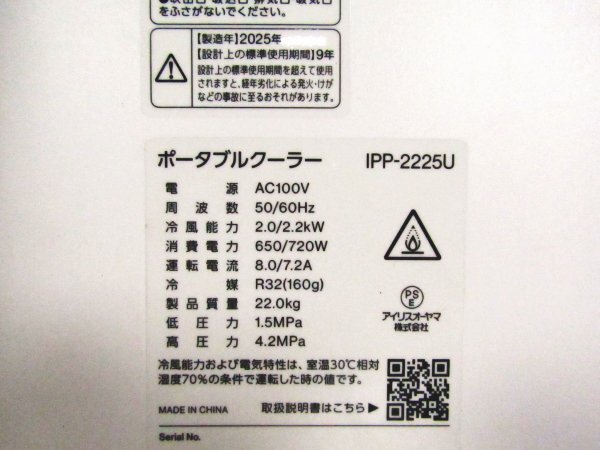 をふさがないでください。
【製造年】2025年
【設計上の標準使用期間】9年
設計上の標準使用期間を超えて使用
されますと、経年劣化による発火・けが
などの事故に至るおそれがあります。
ポータブルクーラー IPP-2225U
電源 AC100V
周波数 50/60Hz
冷風能力 2.0/2.2kW
消費電力 650/720W
運転電流 8.0/7.2A
冷媒 R32(160g)
製品質量 22.0kg
低圧力 1.5MPa
高圧力 4.2MPa
PS
E
アイリスオーヤマ
株式会社
冷風能力および電気特性は、室温30℃相対
湿度70%の条件で運転した時の値です。
MADE IN CHINA 取扱説明書はこちら▶
Serial No.